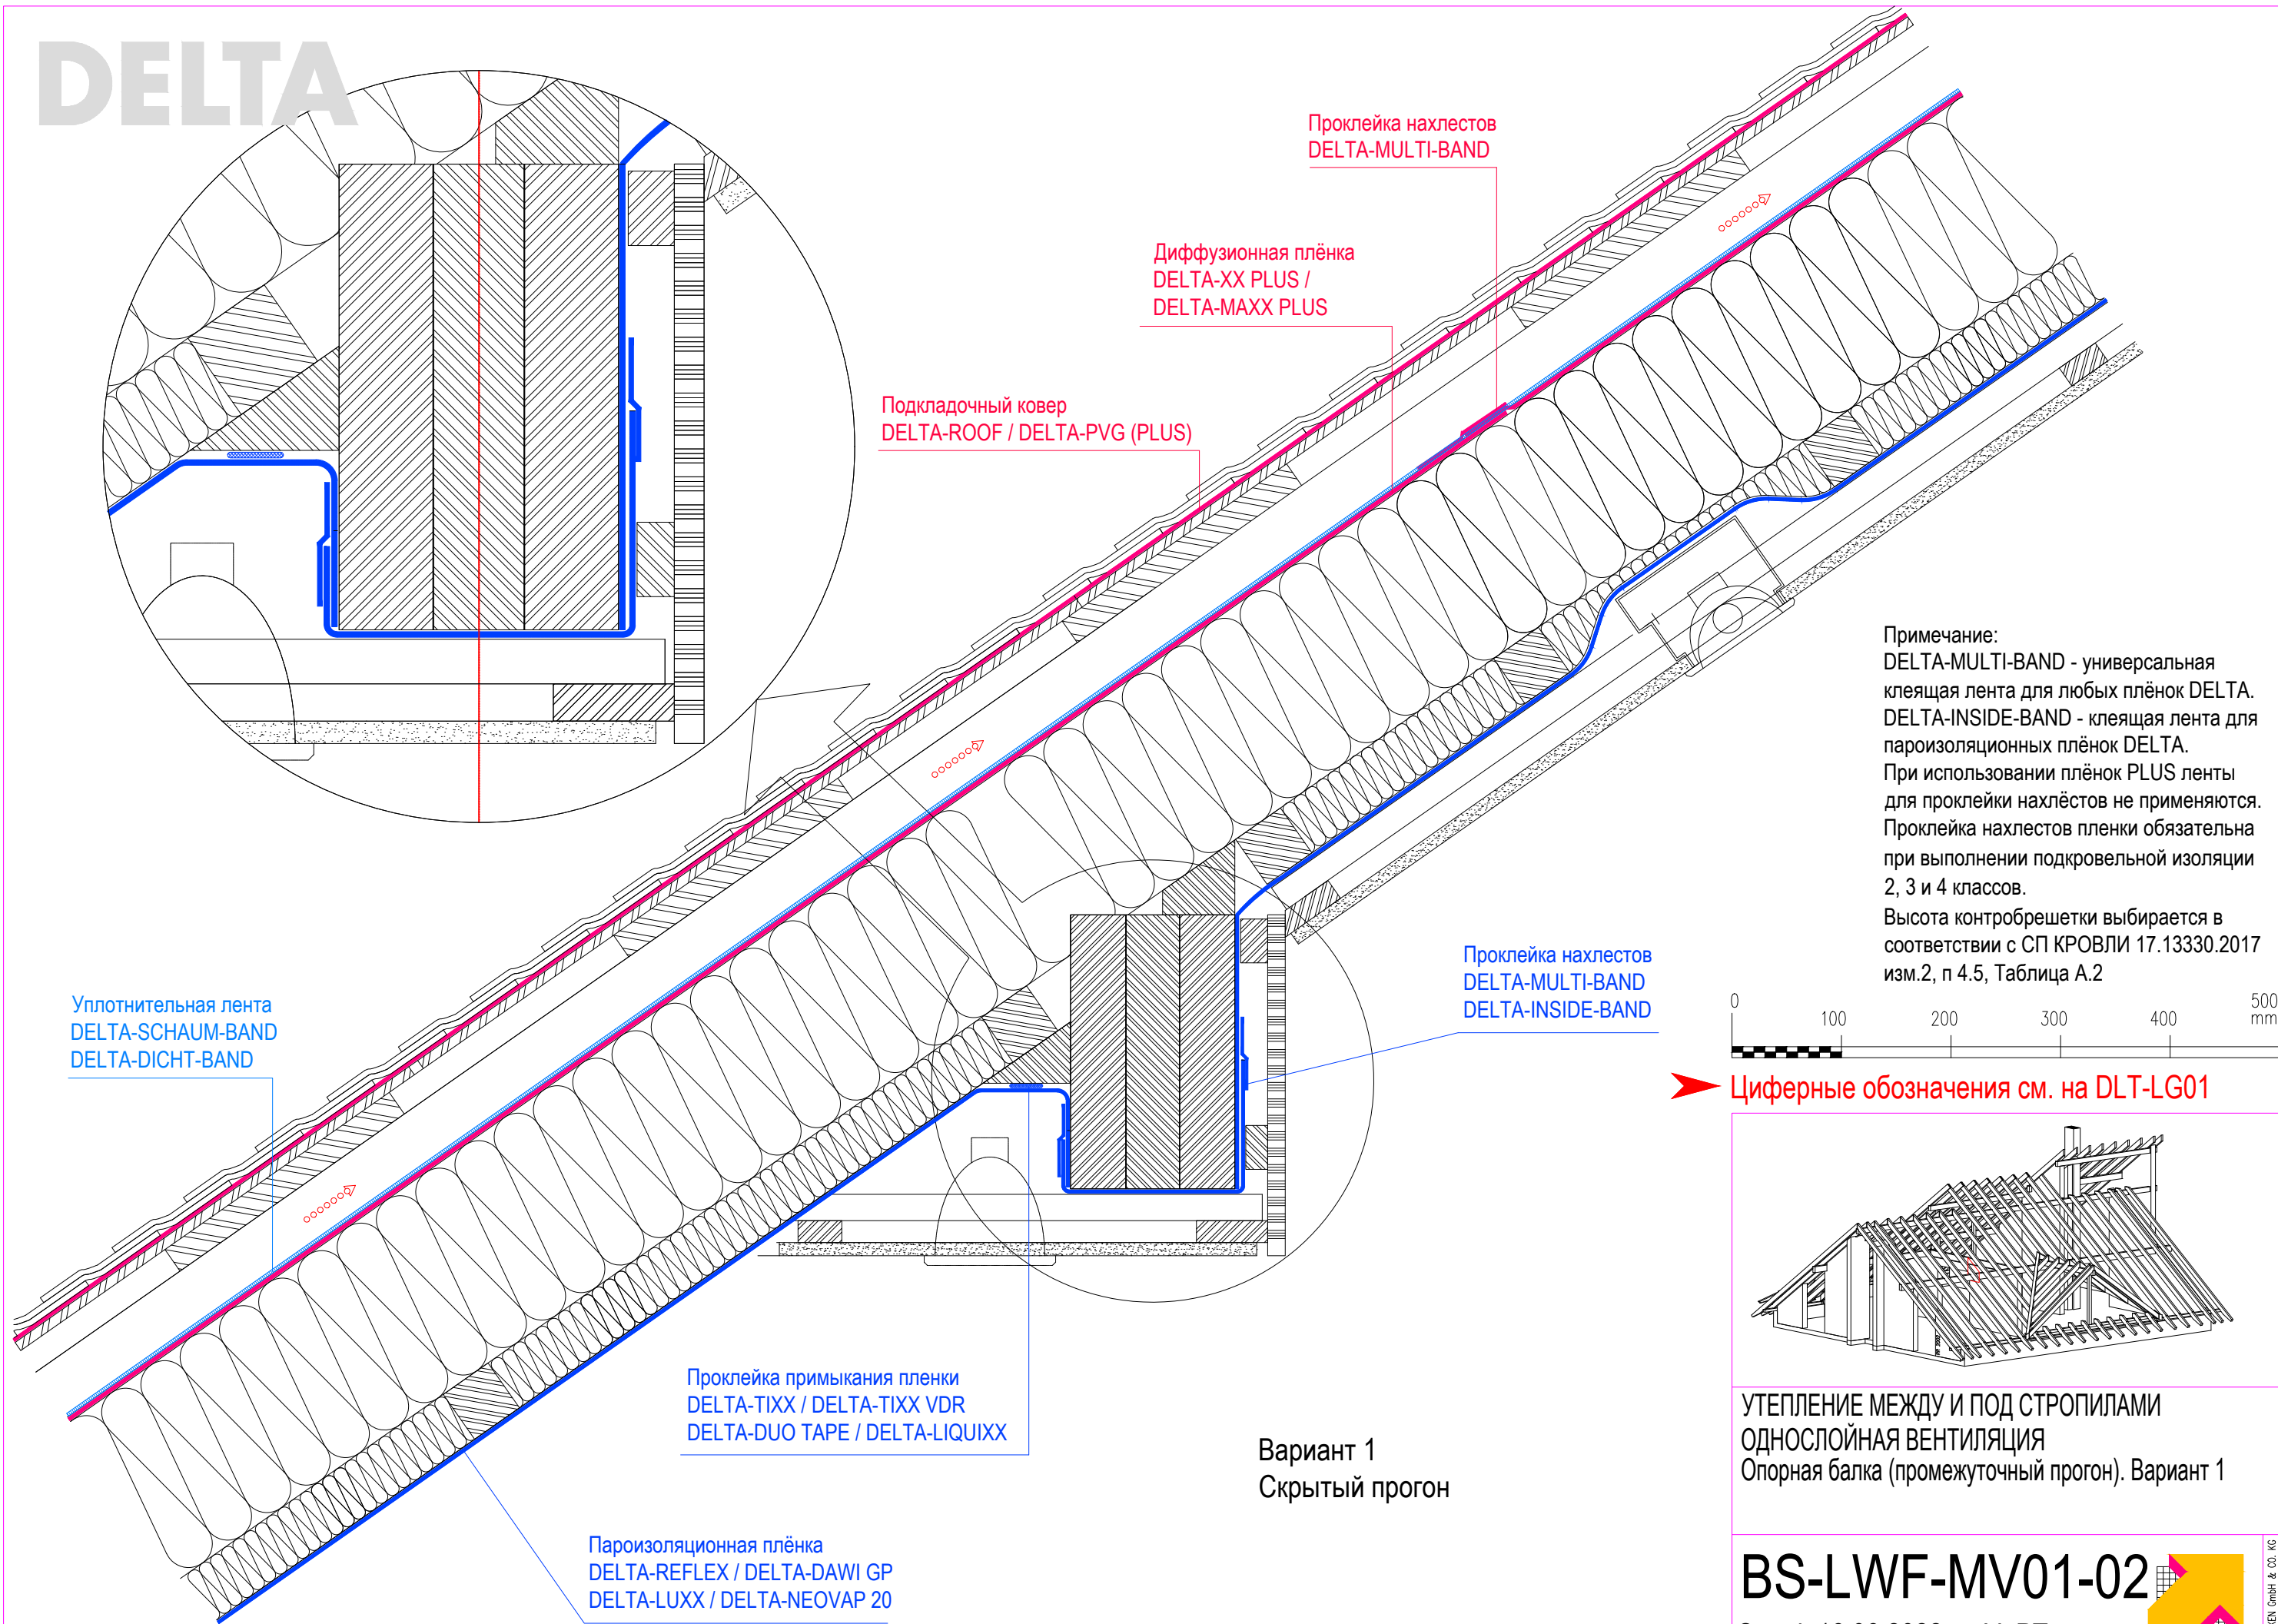 DELTA
Проклейка нахлестов
DELTA-MULTI-BAND
Диффузионная плёнка
DELTA-XX PLUS /
DELTA-MAXX PLUS
Подкладочный ковер
DELTA-ROOF / DELTA-PVG (PLUS)
Примечание:
DELTA-MULTI-BAND - универсальная
клеящая лента для любых плёнок DELTA.
DELTA-INSIDE-BAND - клеящая лента для
пароизоляционных плёнок DELTA.
При использовании плёнок PLUS ленты
для проклейки нахлёстов не применяются.
Проклейка нахлестов пленки обязательна
при выполнении подкровельной изоляции
2, 3 и 4 классов.
Высота контробрешетки выбирается в
соответствии с СП КРОВЛИ 17.13330.2017
изм.2, п 4.5, Таблица А.2
Проклейка нахлестов
DELTA-MULTI-BAND
DELTA-INSIDE-BAND
Уплотнительная лента
DELTA-SCHAUM-BAND
DELTA-DICHT-BAND
0 100 200 300 400 500
mm
Циферные обозначения см. на DLT-LG01
Проклейка примыкания пленки
DELTA-TIXX / DELTA-TIXX VDR
DELTA-DUO TAPE / DELTA-LIQUIXX
Вариант 1
Скрытый прогон
УТЕПЛЕНИЕ МЕЖДУ И ПОД СТРОПИЛАМИ
ОДНОСЛОЙНАЯ ВЕНТИЛЯЦИЯ
Опорная балка (промежуточный прогон). Вариант 1
Пароизоляционная плёнка
DELTA-REFLEX / DELTA-DAWI GP
DELTA-LUXX / DELTA-NEOVAP 20
BS-LWF-MV01-02
GmbH & CO. KG